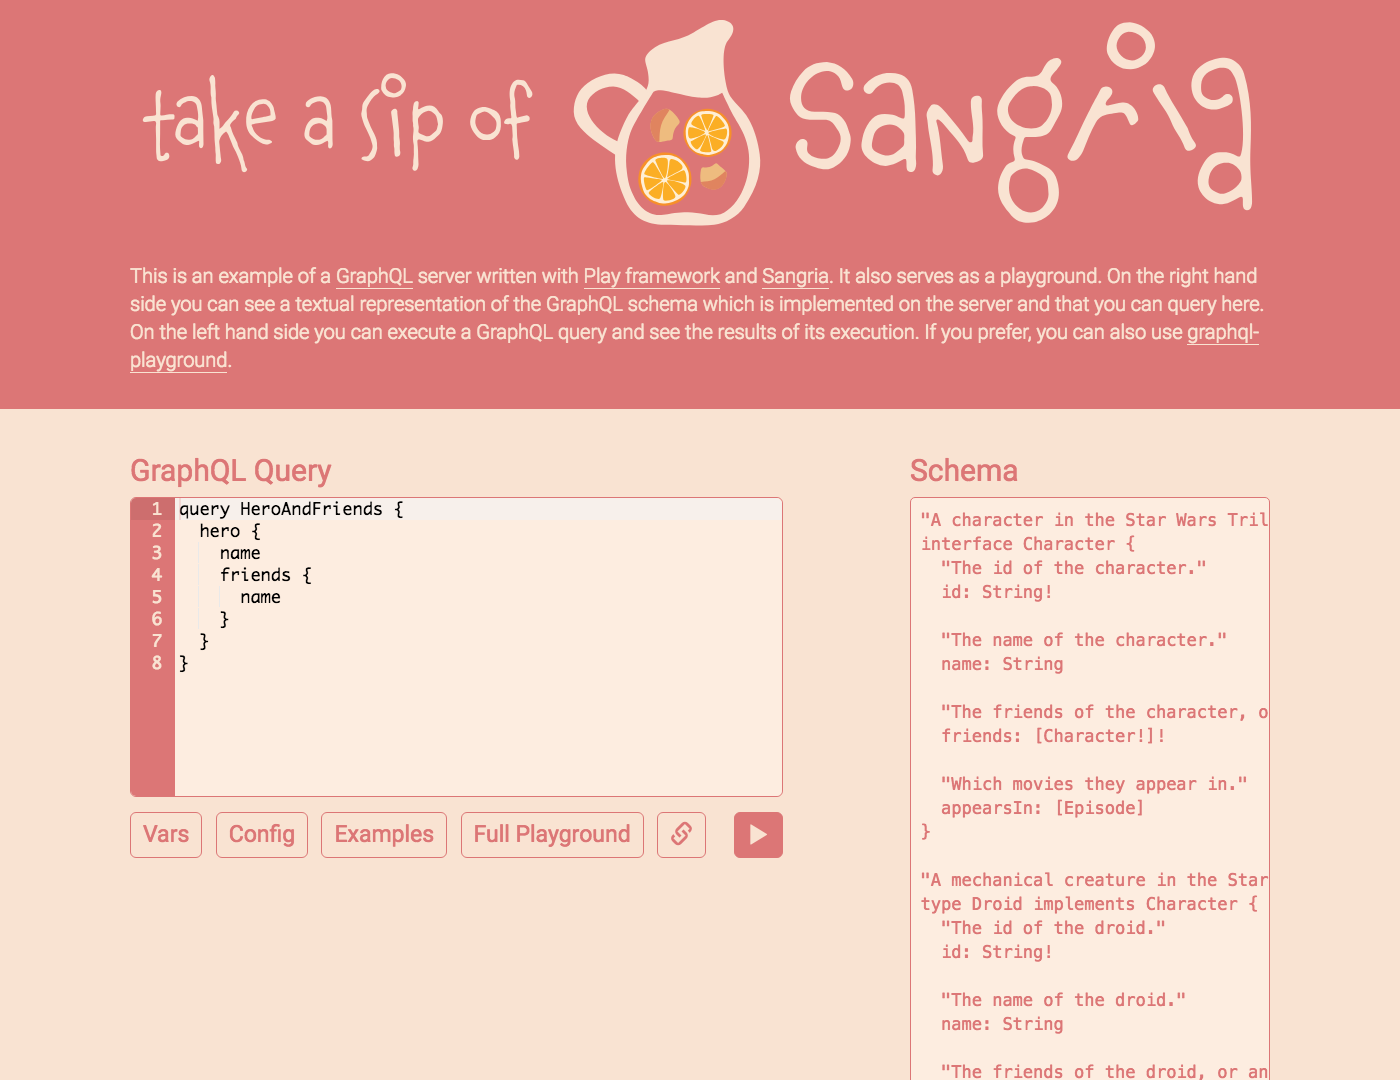 take a sip of Sangria
This is an example of a GraphQL server written with Play framework and Sangria. It also serves as a playground. On the right hand
side you can see a textual representation of the GraphQL schema which is implemented on the server and that you can query here.
On the left hand side you can execute a GraphQL query and see the results of its execution. If you prefer, you can also use graphql-
playground.
GraphQL Query
1 query HeroAndFriends {
2   hero {
3     name
4     friends {
5       name
6     }
7   }
8 }
Vars Config Examples Full Playground
Schema
"A character in the Star Wars Tril
interface Character {
  "The id of the character."
  id: String!
  "The name of the character."
  name: String
  "The friends of the character, o
  friends: [Character!]!
  "Which movies they appear in."
  appearsIn: [Episode]
}
"A mechanical creature in the Star
type Droid implements Character {
  "The id of the droid."
  id: String!
  "The name of the droid."
  name: String
  "The friends of the droid, or an